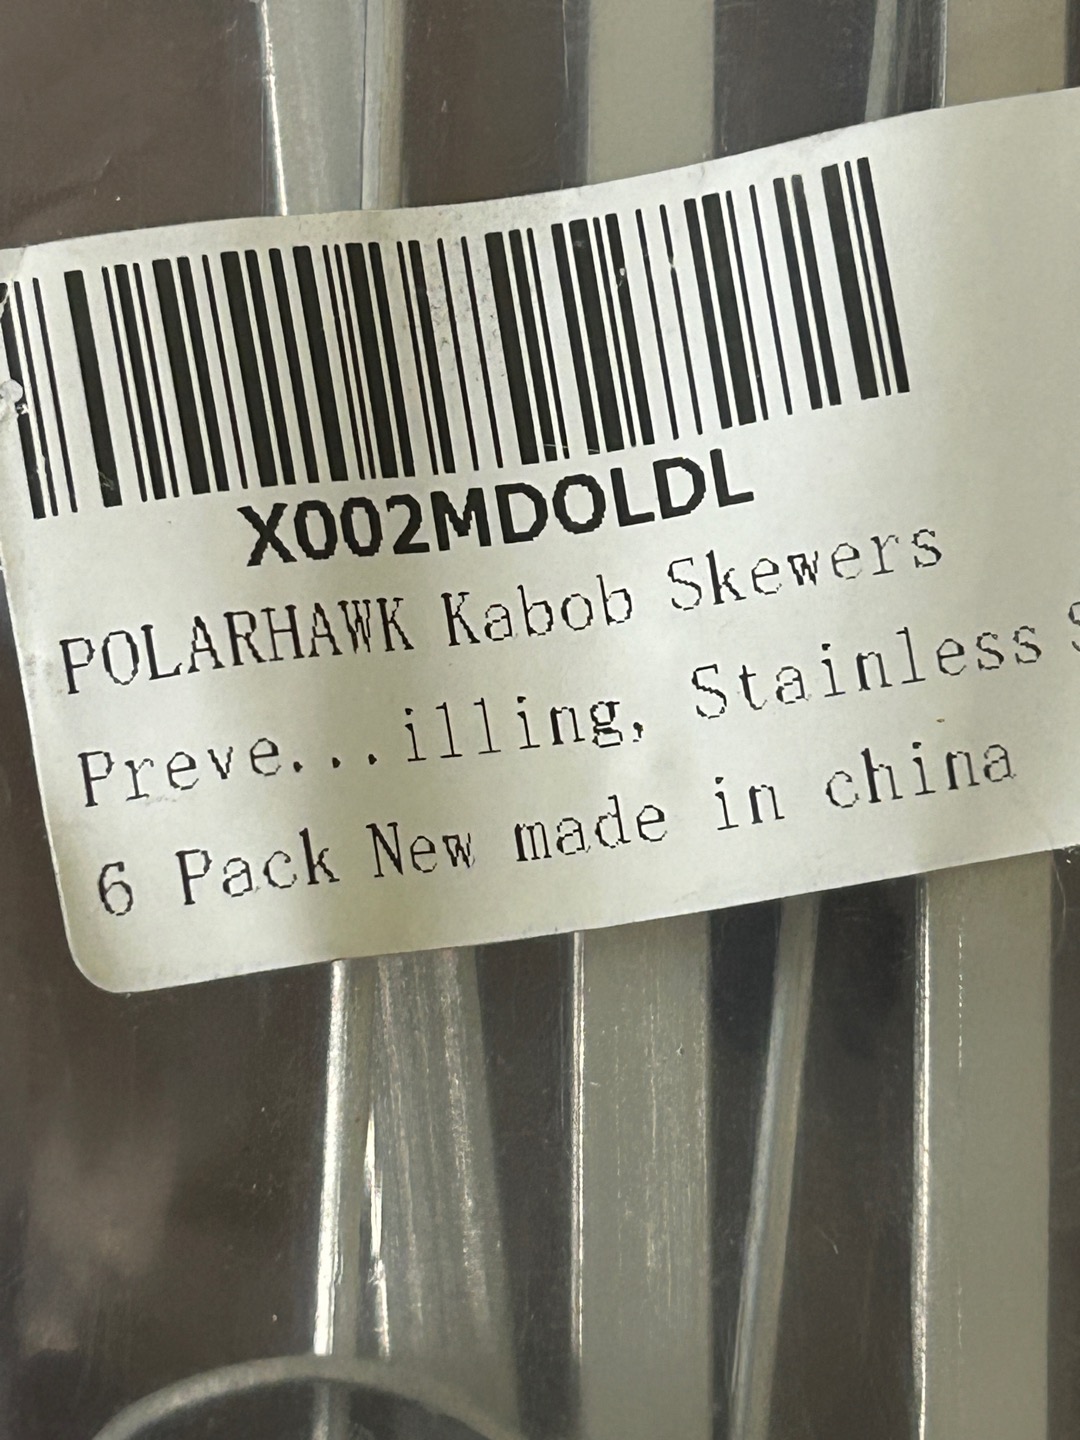 X002MDOLDL
POLARHAWK Kabob Skewers
Preve...illing, Stainless S
6 Pack New made in china